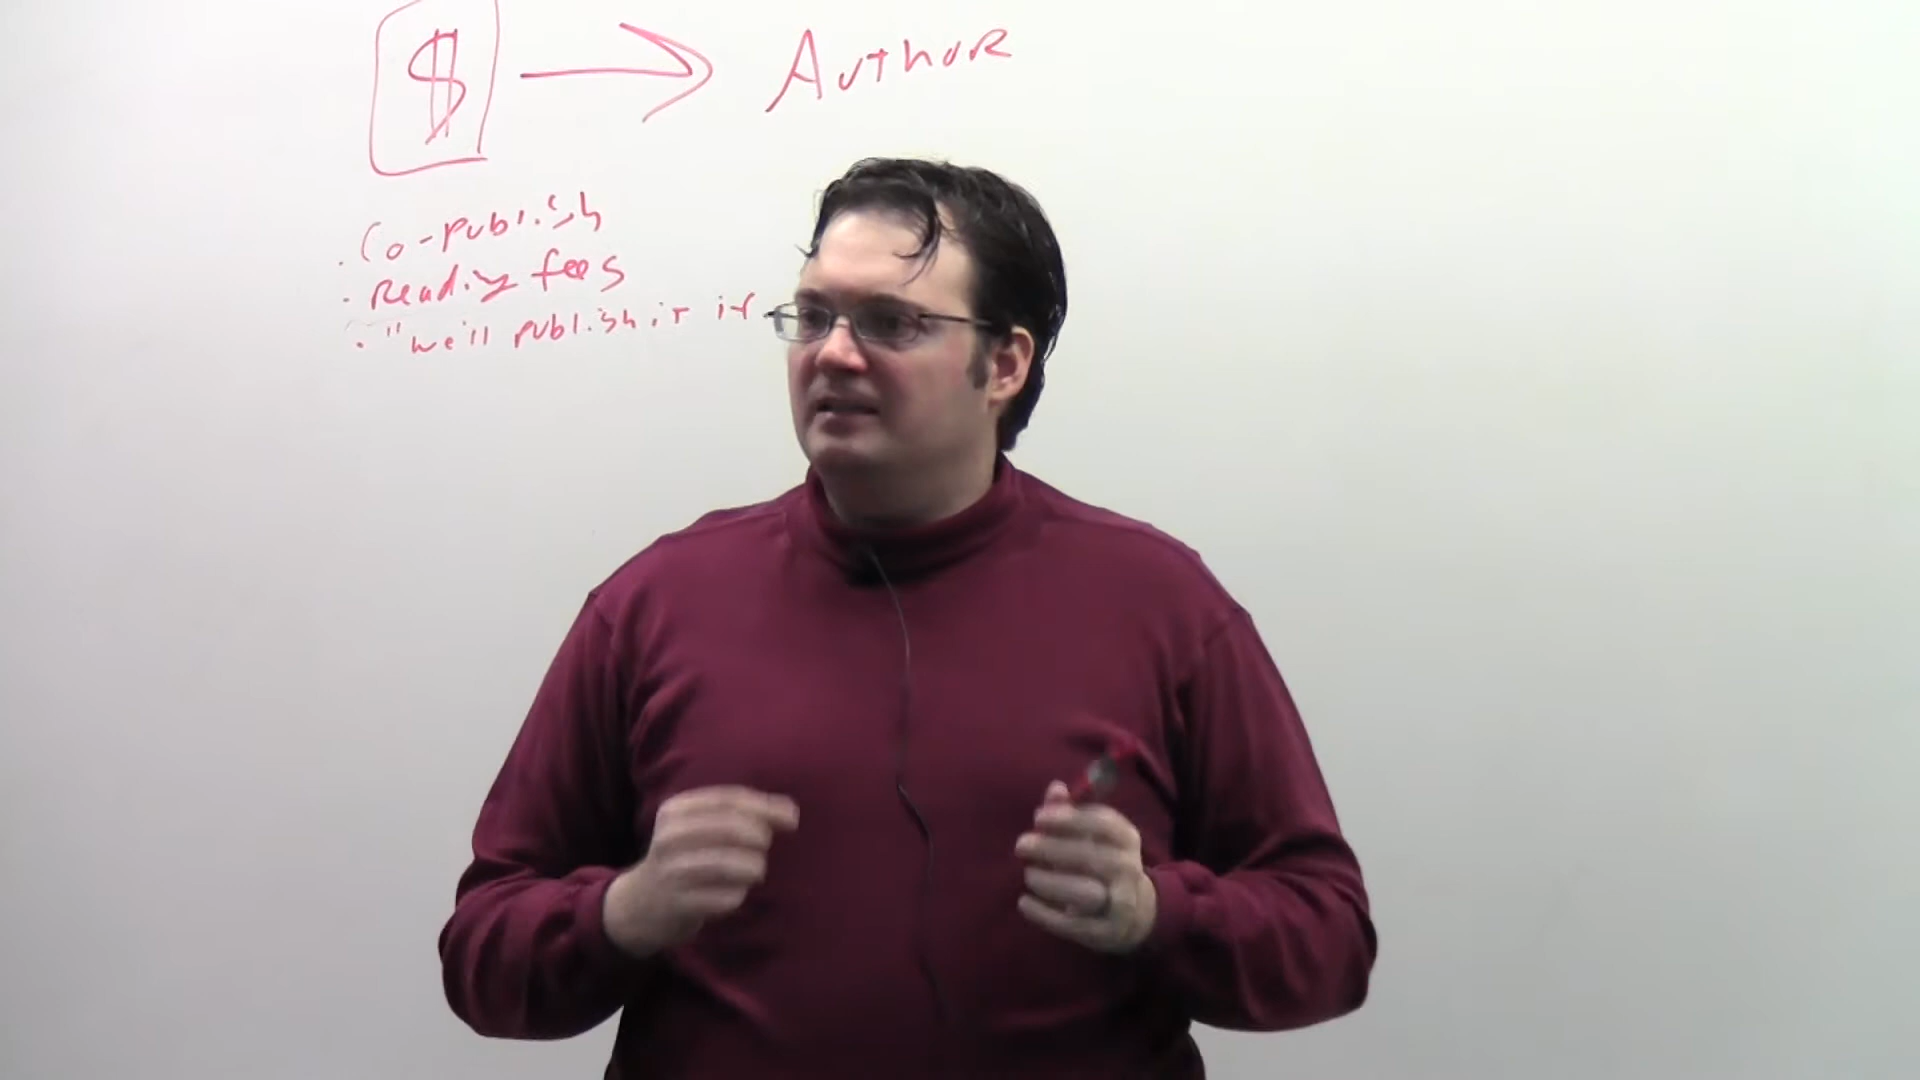 $ → Author
. Co-publish
. Reading fees
. "we'll publish it if